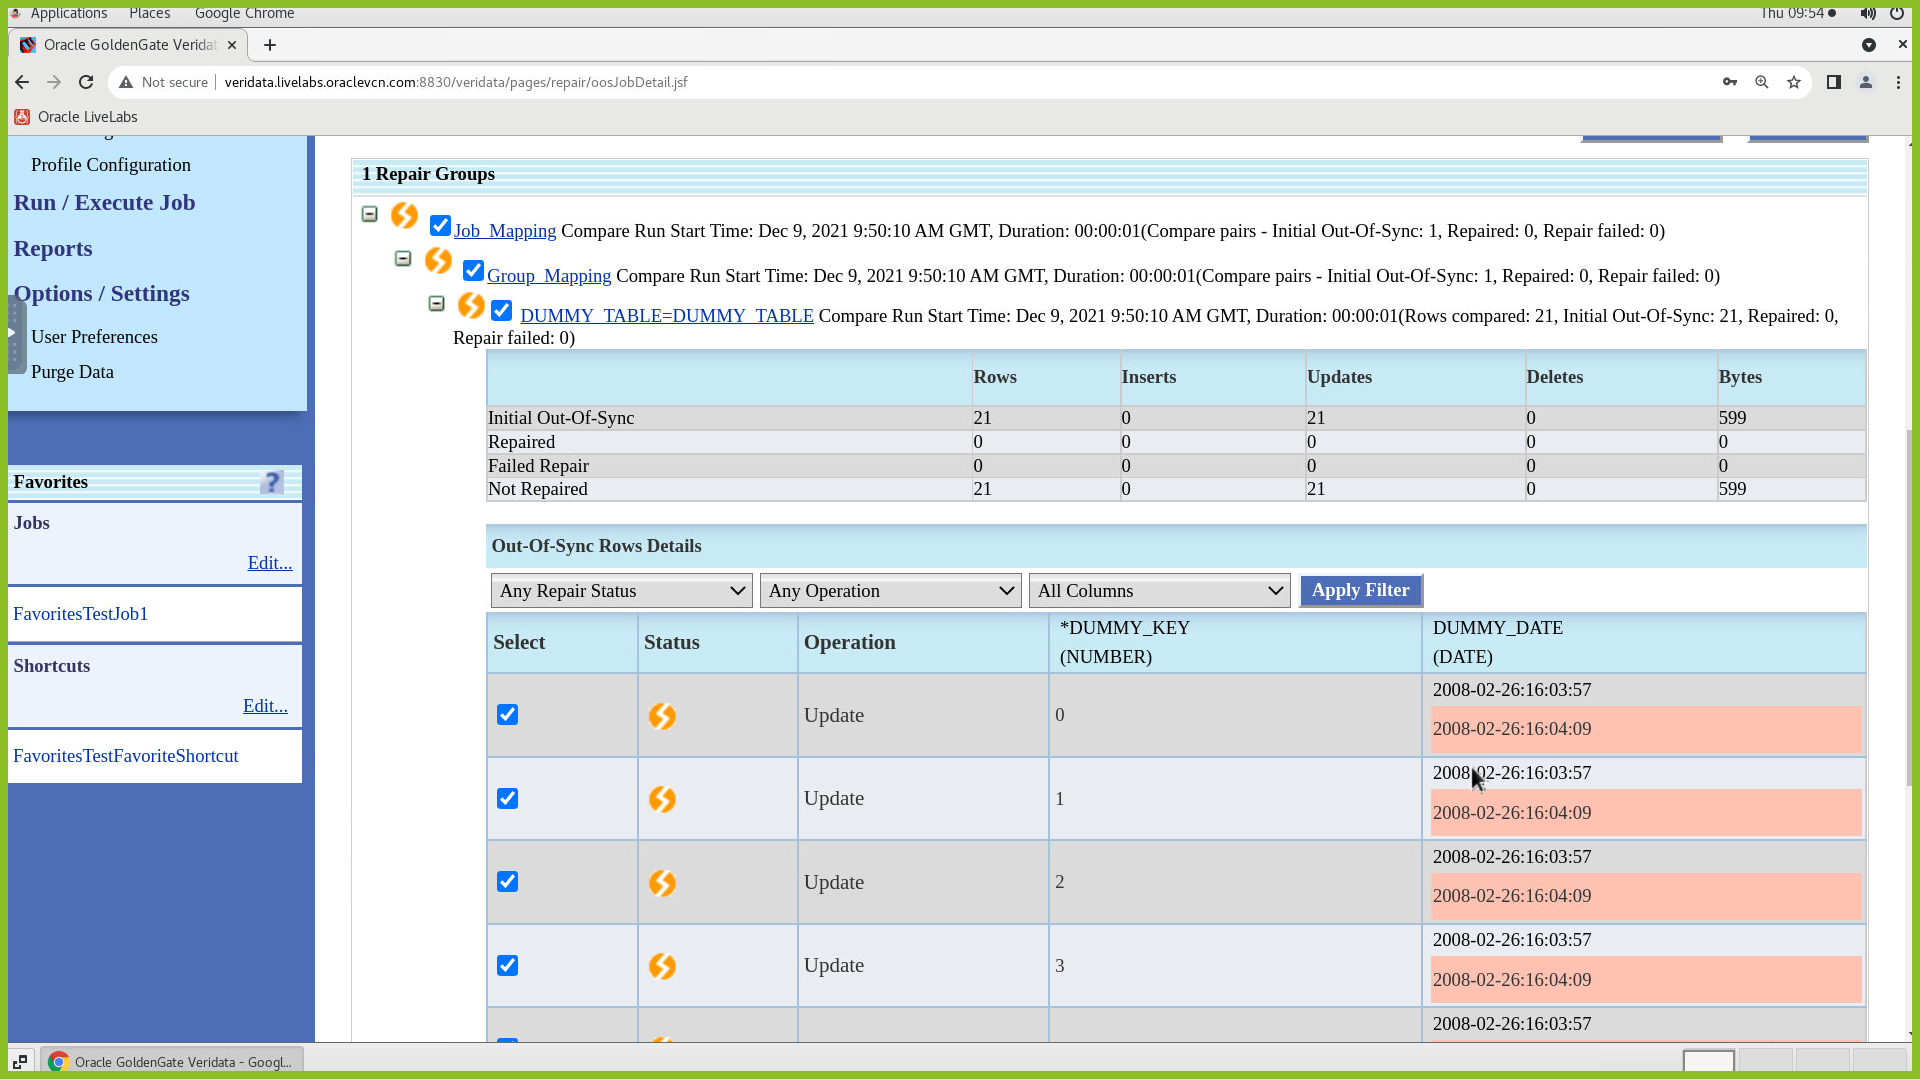 Applications Places Google Chrome Thu 09:54
Oracle GoldenGate Veridat
Not secure veridata.livelabs.oraclevcn.com:8830/veridata/pages/repair/oosJobDetail.jsf
Oracle LiveLabs
Profile Configuration
Run / Execute Job
Reports
Options / Settings
User Preferences
Purge Data
Favorites ?
Jobs
Edit...
FavoritesTestJob1
Shortcuts
Edit...
FavoritesTestFavoriteShortcut
1 Repair Groups
Job_Mapping Compare Run Start Time: Dec 9, 2021 9:50:10 AM GMT, Duration: 00:00:01(Compare pairs - Initial Out-Of-Sync: 1, Repaired: 0, Repair failed: 0)
Group_Mapping Compare Run Start Time: Dec 9, 2021 9:50:10 AM GMT, Duration: 00:00:01(Compare pairs - Initial Out-Of-Sync: 1, Repaired: 0, Repair failed: 0)
DUMMY_TABLE=DUMMY_TABLE Compare Run Start Time: Dec 9, 2021 9:50:10 AM GMT, Duration: 00:00:01(Rows compared: 21, Initial Out-Of-Sync: 21, Repaired: 0,
Repair failed: 0)
Rows Inserts Updates Deletes Bytes
Initial Out-Of-Sync 21 0 21 0 599
Repaired 0 0 0 0 0
Failed Repair 0 0 0 0 0
Not Repaired 21 0 21 0 599
Out-Of-Sync Rows Details
Any Repair Status Any Operation All Columns Apply Filter
Select Status Operation *DUMMY_KEY (NUMBER) DUMMY_DATE (DATE)
2008-02-26:16:03:57
Update 0
2008-02-26:16:04:09
2008-02-26:16:03:57
Update 1
2008-02-26:16:04:09
2008-02-26:16:03:57
Update 2
2008-02-26:16:04:09
2008-02-26:16:03:57
Update 3
2008-02-26:16:04:09
2008-02-26:16:03:57
Oracle GoldenGate Veridata - Googl...